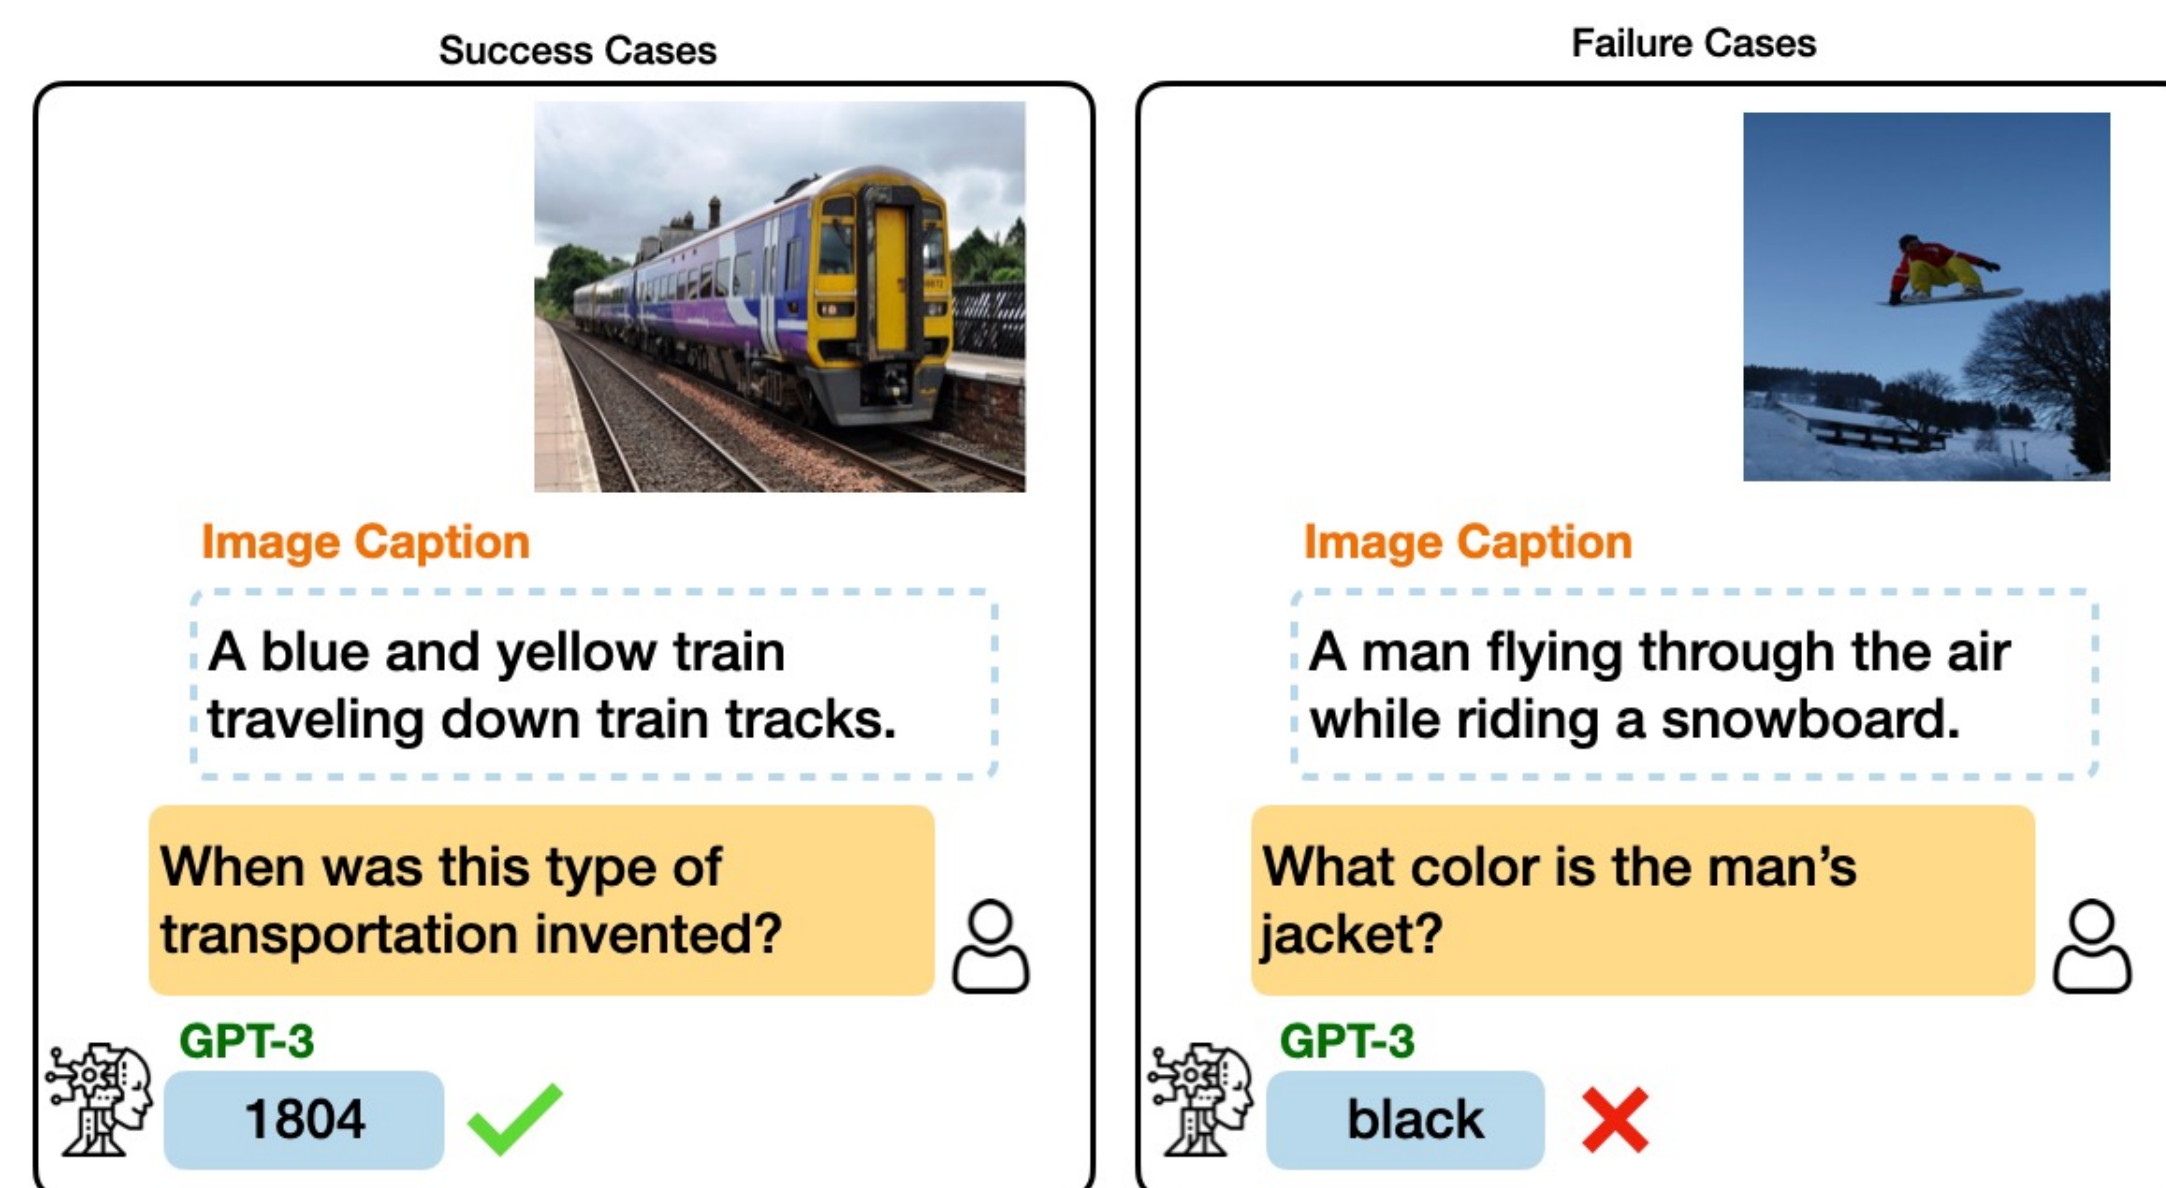 Success Cases
Image Caption
A blue and yellow train
traveling down train tracks.
When was this type of
transportation invented?
GPT-3
1804
Failure Cases
Image Caption
A man flying through the air
while riding a snowboard.
What color is the man’s
jacket?
GPT-3
black